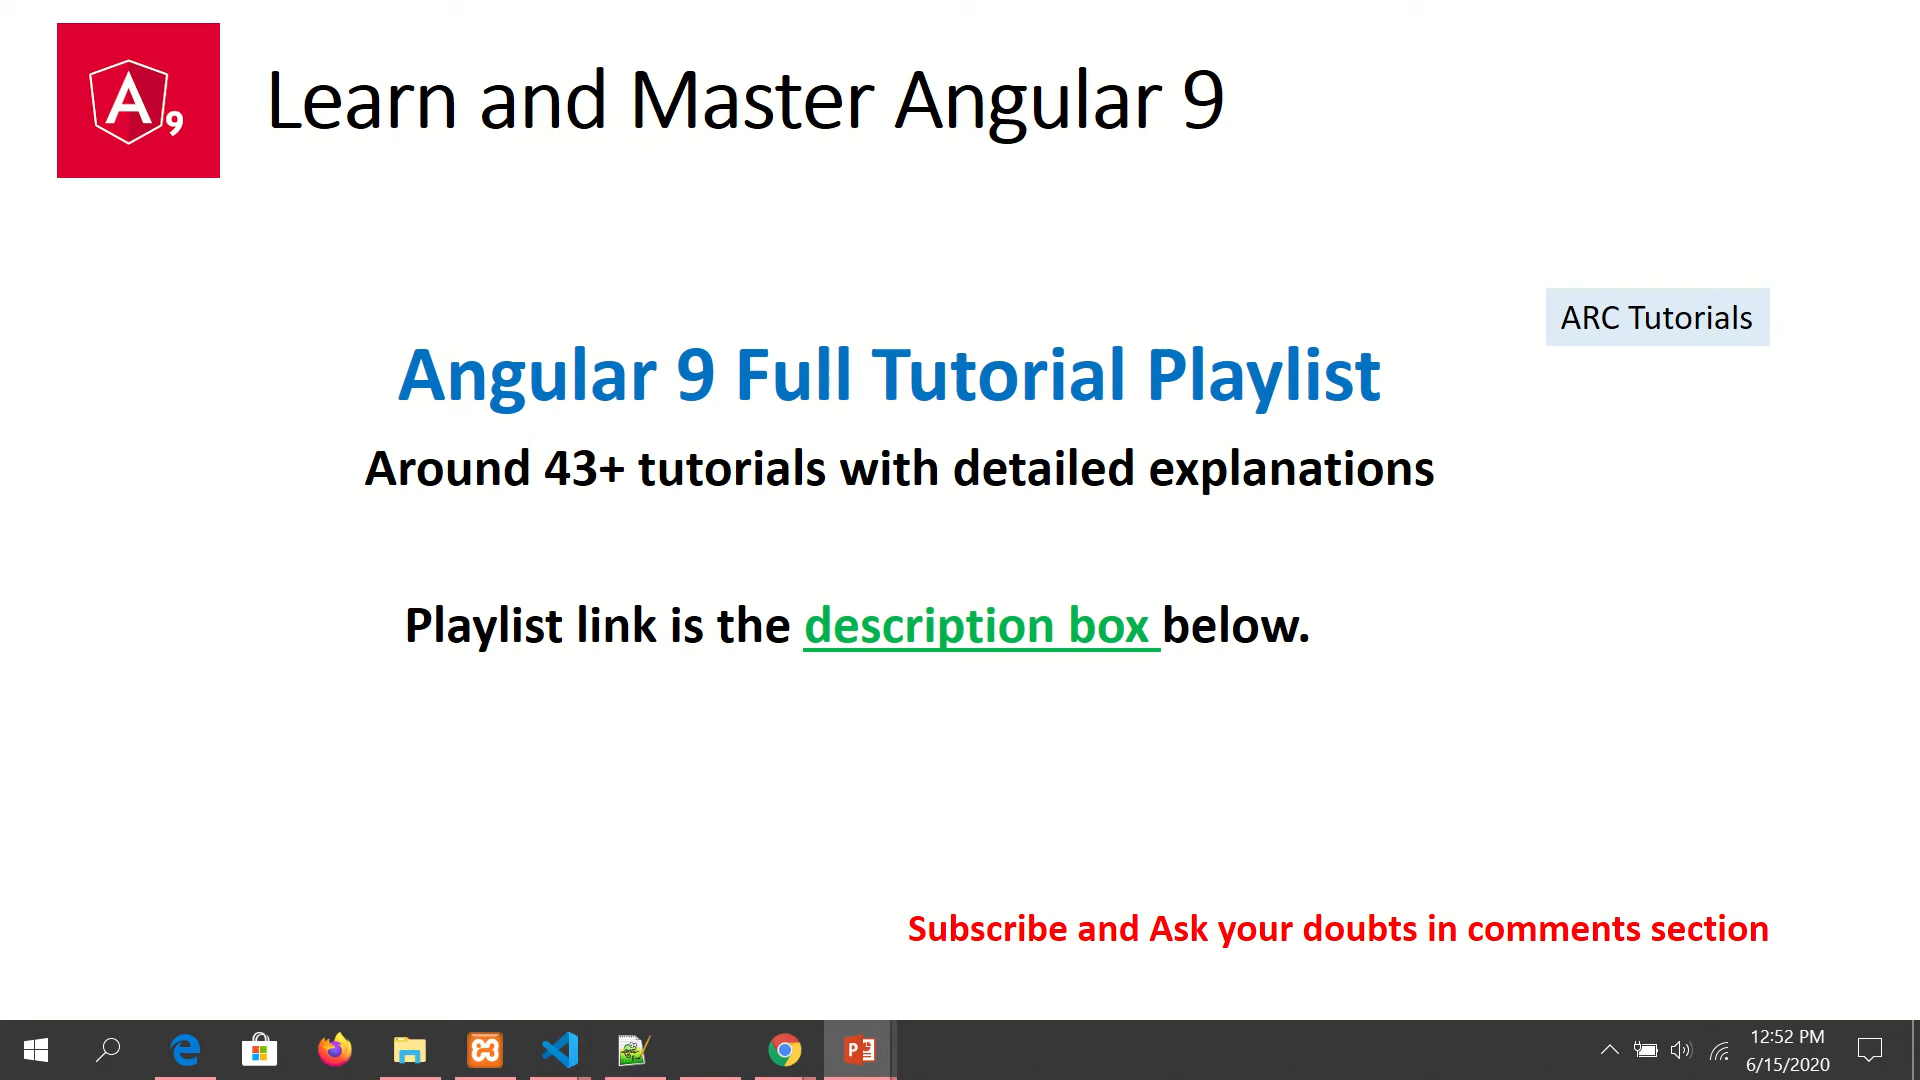 A 9
Learn and Master Angular 9
ARC Tutorials
Angular 9 Full Tutorial Playlist
Around 43+ tutorials with detailed explanations
Playlist link is the description box below.
Subscribe and Ask your doubts in comments section
12:52 PM
6/15/2020